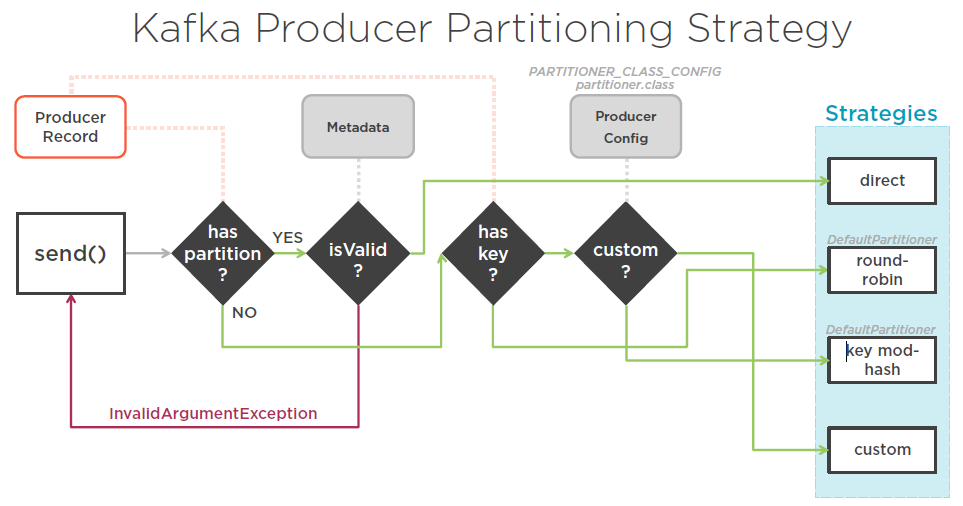 Kafka Producer Partitioning Strategy
PARTITIONER_CLASS_CONFIG
partitioner.class
Producer
Record
Metadata
Producer
Config
Strategies
send()
has
partition
?
YES
NO
isValid
?
has
key
?
custom
?
direct
DefaultPartitioner
round-
robin
DefaultPartitioner
key mod-
hash
custom
InvalidArgumentException